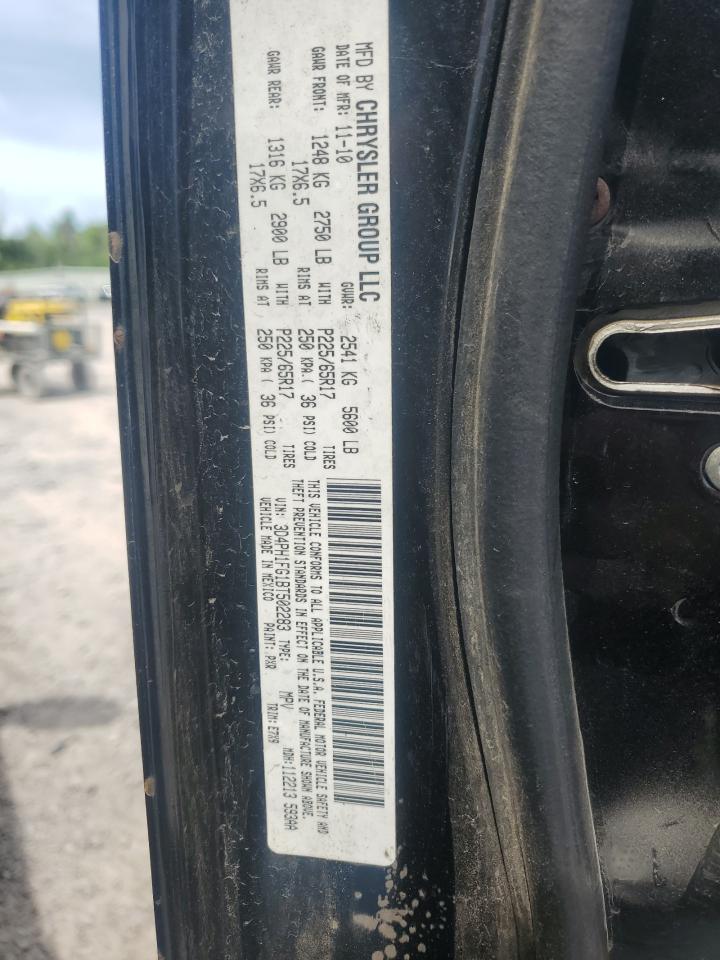 MFD BY CHRYSLER GROUP LLC
DATE OF MFR: 11-10 GVWR: 2541 KG 5600 LB
GAWR FRONT: 1248 KG 2750 LB WITH P225/65R17 TIRES
17X6.5 RIMS AT 250 KPA.( 36 PSI) COLD
GAWR REAR: 1316 KG 2900 LB WITH P225/65R17 TIRES
17X6.5 RIMS AT 250 KPA.( 36 PSI) COLD
THIS VEHICLE CONFORMS TO ALL APPLICABLE U.S.A. FEDERAL MOTOR VEHICLE SAFETY AND
THEFT PREVENTION STANDARDS IN EFFECT ON THE DATE OF MANUFACTURE SHOWN ABOVE.
VIN: 3D4PH1FG1BT502283 TYPE: MPV MDH:112213 593AA
VEHICLE MADE IN MEXICO PAINT: PXR TRIM: E7X9